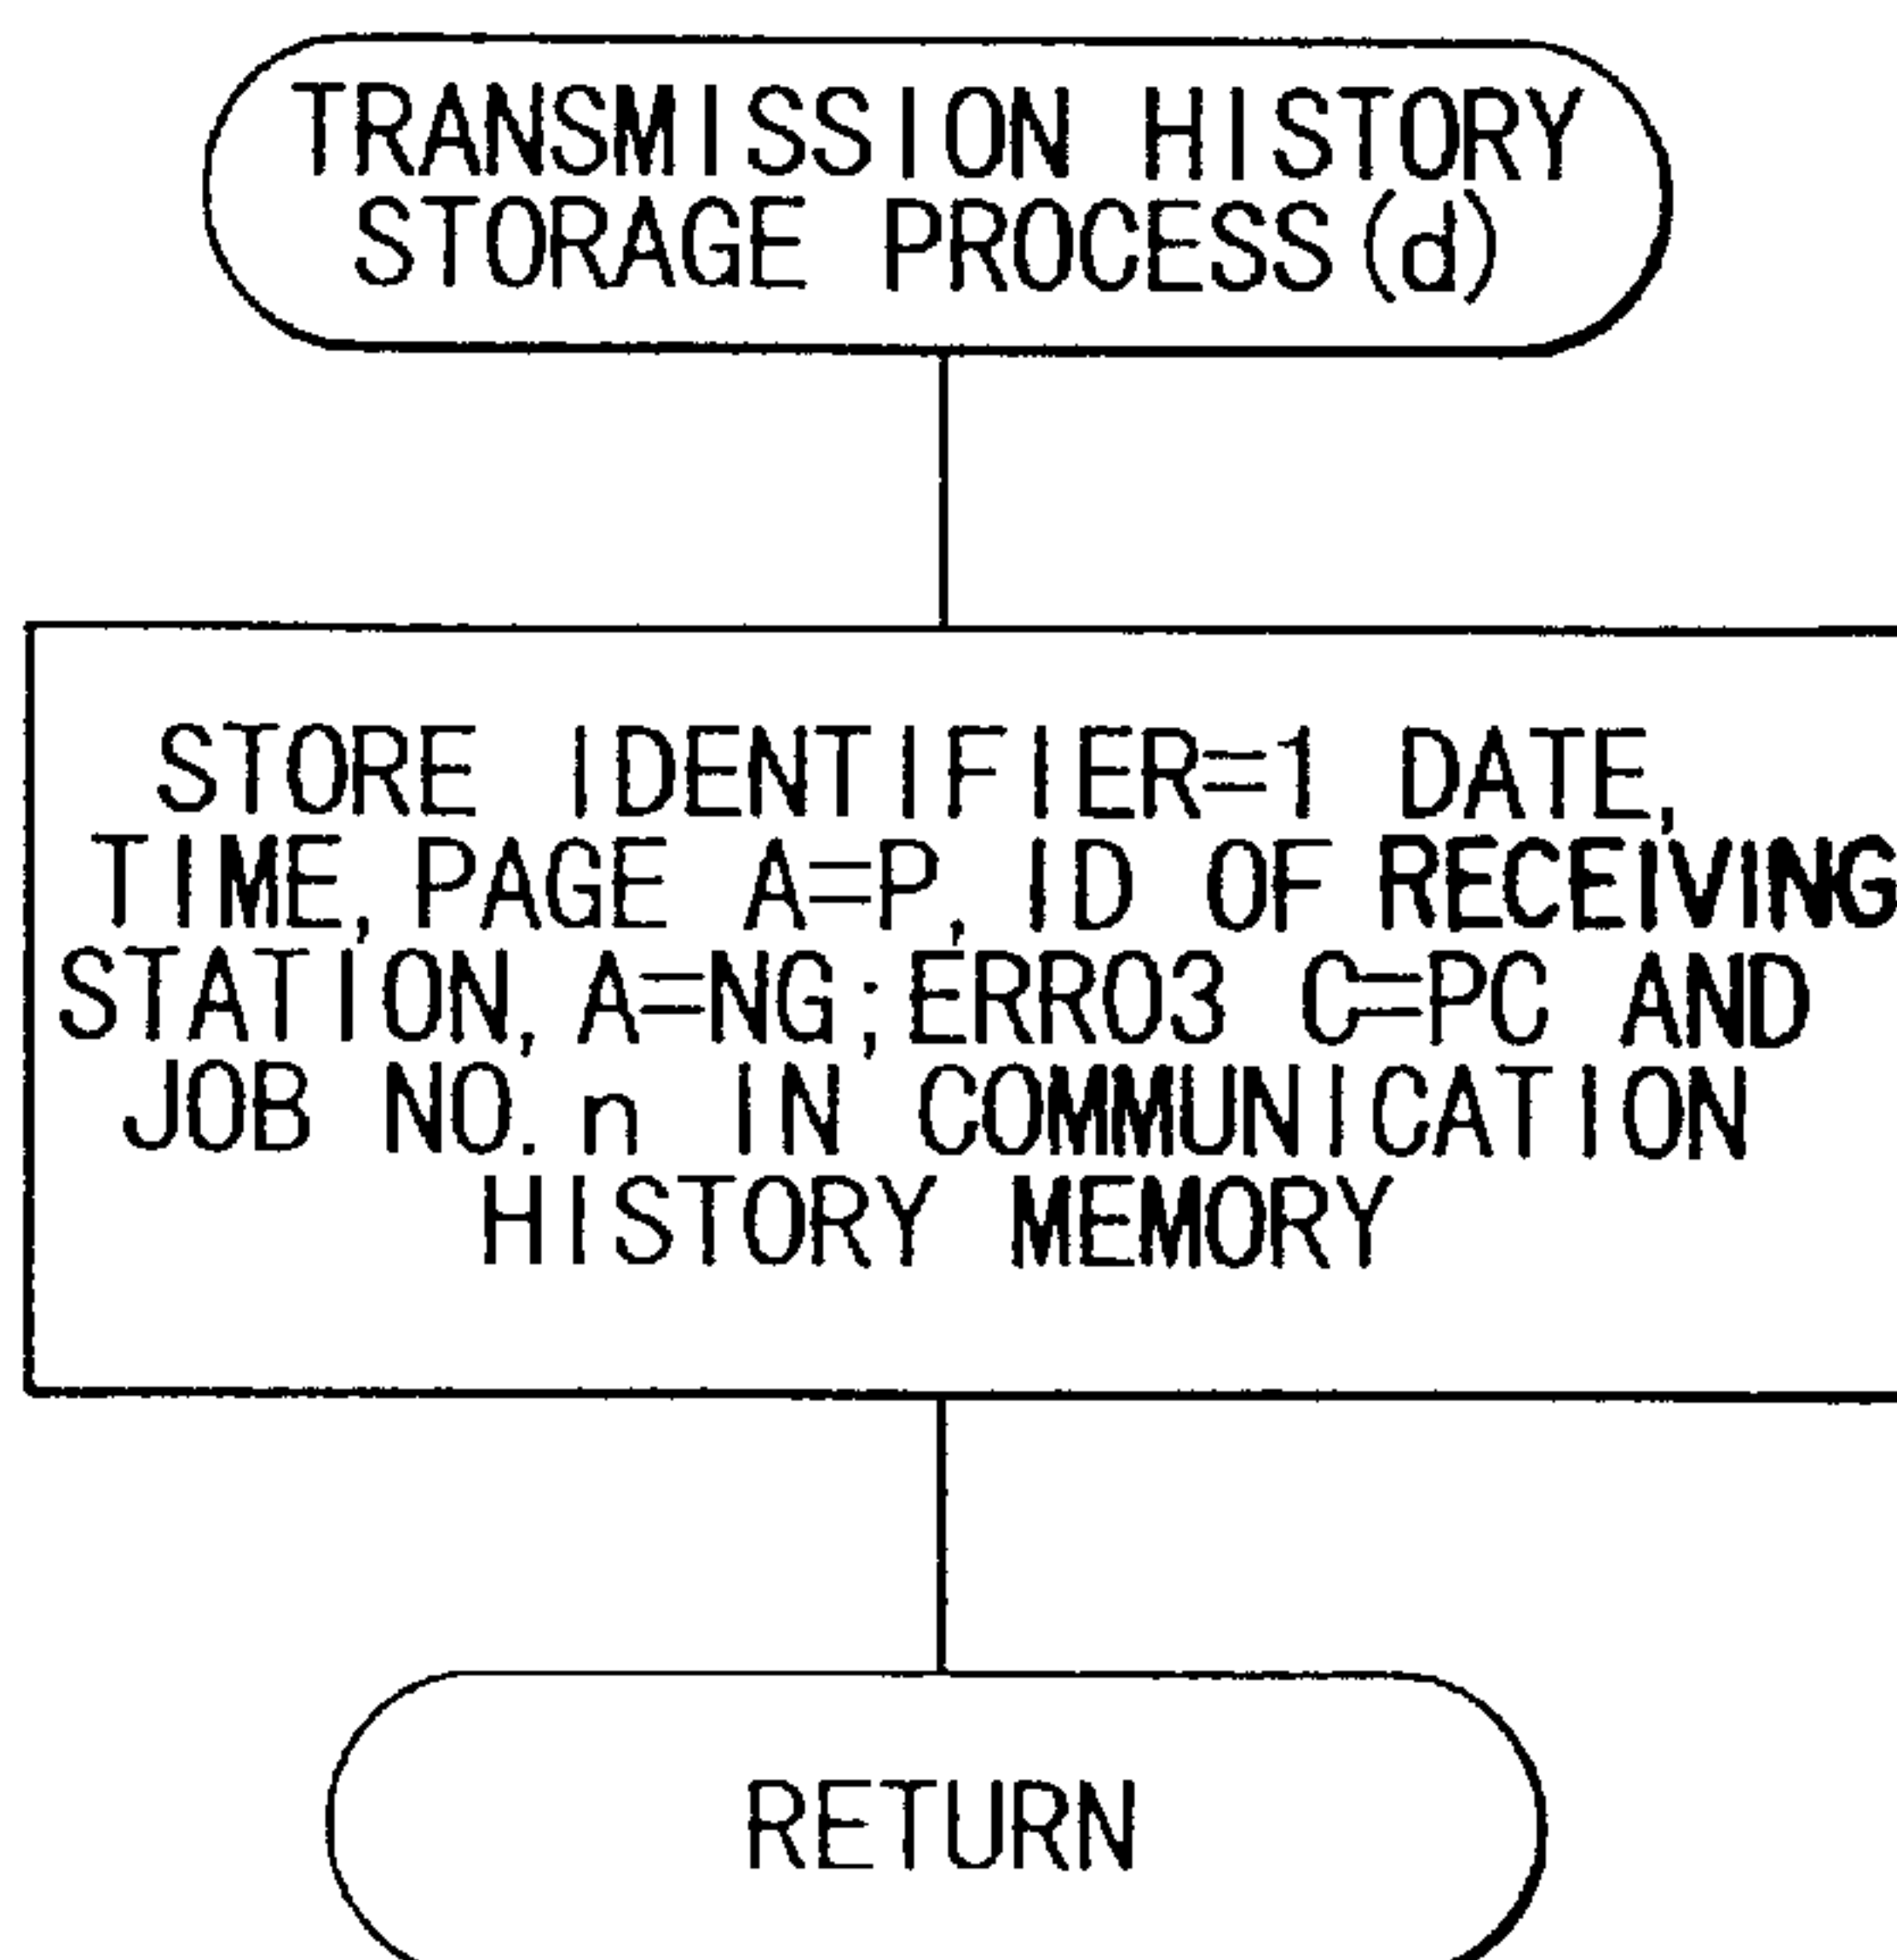 TRANSMISSION HISTORY
STORAGE PROCESS(d)
STORE IDENTIFIER=1 DATE,
TIME, PAGE A=P, ID OF RECEIVING
STATION, A=NG;ERR03 C=PC AND
JOB NO. n IN COMMUNICATION
HISTORY MEMORY
RETURN